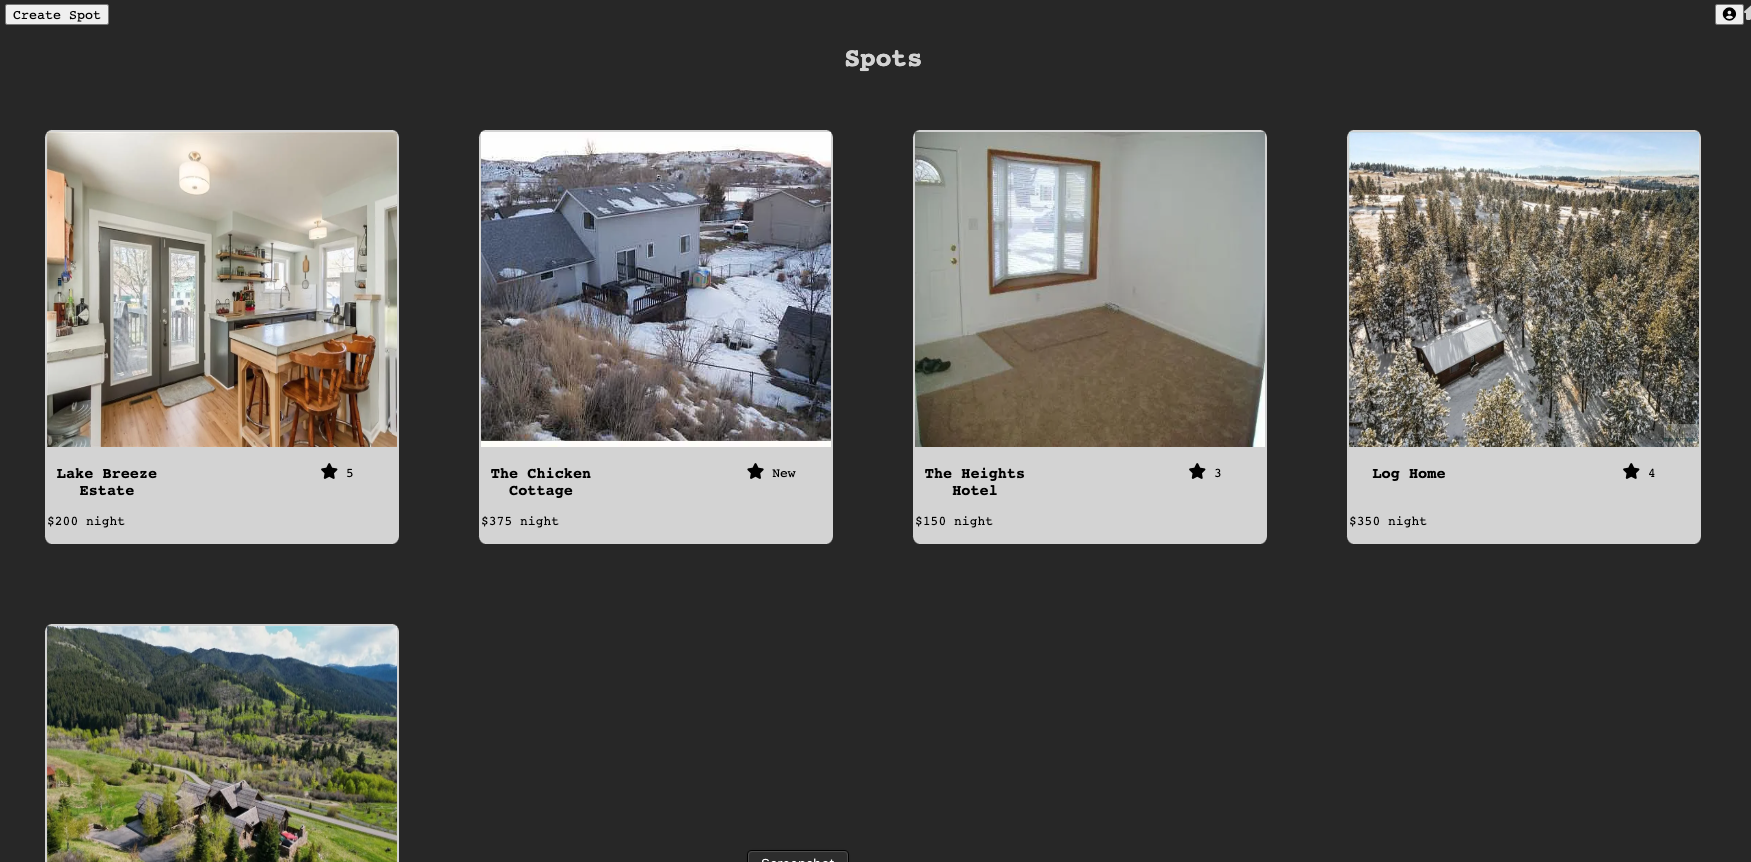 Create Spot
Spots
Lake Breeze
Estate
5
$200 night
The Chicken
Cottage
New
$375 night
The Heights
Hotel
3
$150 night
Log Home
4
$350 night
Screenshot